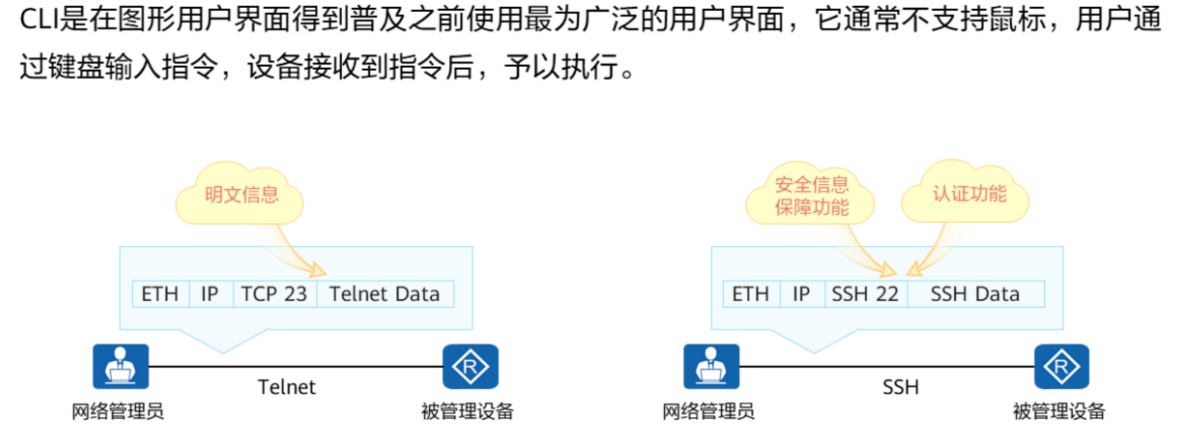 CLI是在图形用户界面得到普及之前使用最为广泛的用户界面，它通常不支持鼠标，用户通
过键盘输入指令，设备接收到指令后，予以执行。
明文信息
ETH IP TCP 23 Telnet Data
Telnet
网络管理员 被管理设备
安全信息
保障功能
认证功能
ETH IP SSH 22 SSH Data
SSH
网络管理员 被管理设备
R
R